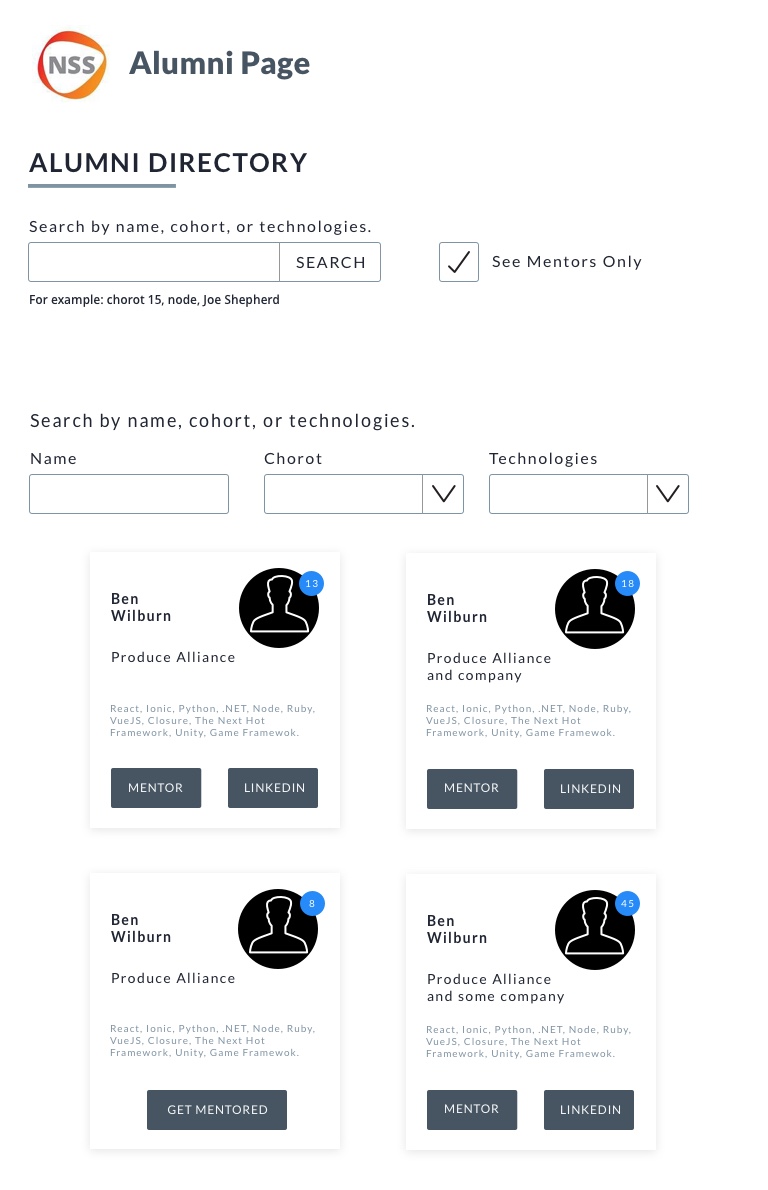 NSS
Alumni Page
ALUMNI DIRECTORY
Search by name, cohort, or technologies.
SEARCH
See Mentors Only
For example: chorot 15, node, Joe Shepherd
Search by name, cohort, or technologies.
Name
Chorot
Technologies
13
Ben
Wilburn
Produce Alliance
React, Ionic, Python, .NET, Node, Ruby,
VueJS, Closure, The Next Hot
Framework, Unity, Game Framewok.
MENTOR
LINKEDIN
18
Ben
Wilburn
Produce Alliance
and company
React, Ionic, Python, .NET, Node, Ruby,
VueJS, Closure, The Next Hot
Framework, Unity, Game Framewok.
MENTOR
LINKEDIN
8
Ben
Wilburn
Produce Alliance
React, Ionic, Python, .NET, Node, Ruby,
VueJS, Closure, The Next Hot
Framework, Unity, Game Framewok.
GET MENTORED
45
Ben
Wilburn
Produce Alliance
and some company
React, Ionic, Python, .NET, Node, Ruby,
VueJS, Closure, The Next Hot
Framework, Unity, Game Framewok.
MENTOR
LINKEDIN